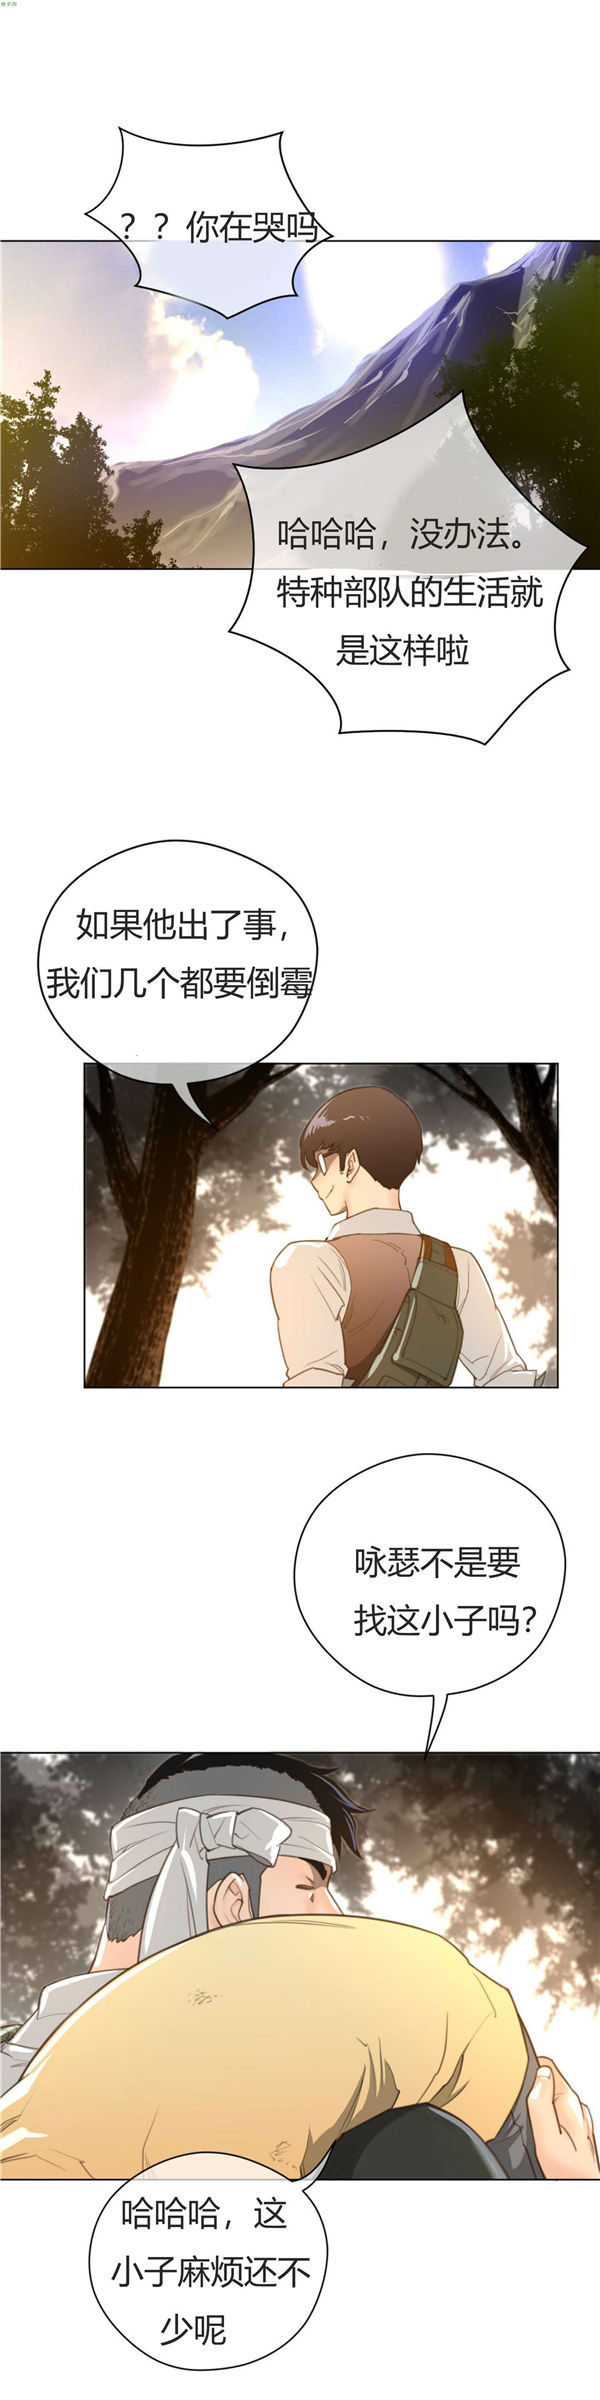 ？？你在哭吗
哈哈哈，没办法。
特种部队的生活就
是这样啦
如果他出了事，
我们几个都要倒霉
咏瑟不是要
找这小子吗？
哈哈哈，这
小子麻烦还不
少呢